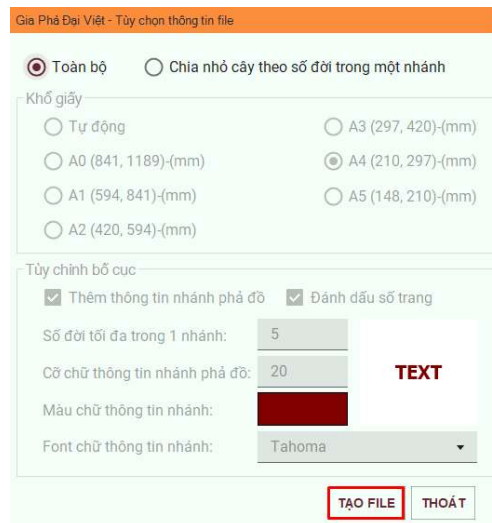 Gia Phả Đại Việt - Tùy chọn thông tin file
Toàn bộ
Chia nhỏ cây theo số đời trong một nhánh
Khổ giấy
Tự động
A3 (297, 420)-(mm)
A0 (841, 1189)-(mm)
A4 (210, 297)-(mm)
A1 (594, 841)-(mm)
A5 (148, 210)-(mm)
A2 (420, 594)-(mm)
Tùy chỉnh bố cục
Thêm thông tin nhánh phả đồ
Đánh dấu số trang
Số đời tối đa trong 1 nhánh:
5
Cỡ chữ thông tin nhánh phả đồ:
20
TEXT
Màu chữ thông tin nhánh:
Font chữ thông tin nhánh:
Tahoma
TẠO FILE
THOÁT